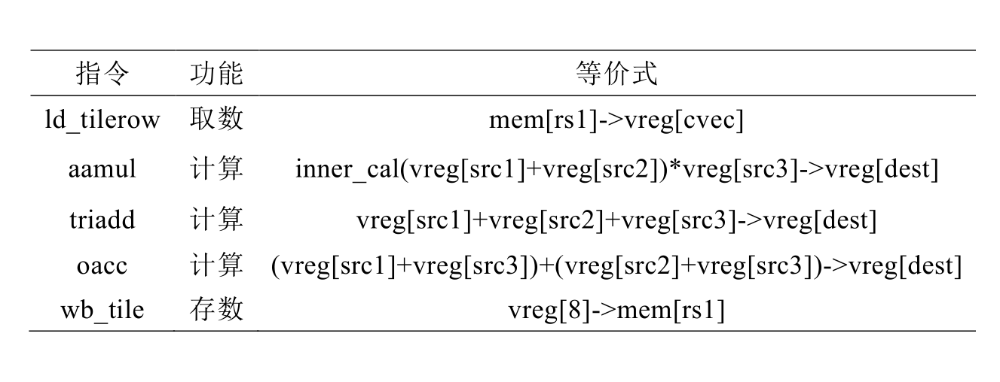 指令 功能 等价式
ld_tilerow 取数 mem[rs1]->vreg[cvec]
aamul 计算 inner_cal(vreg[src1]+vreg[src2])*vreg[src3]->vreg[dest]
triadd 计算 vreg[src1]+vreg[src2]+vreg[src3]->vreg[dest]
oacc 计算 (vreg[src1]+vreg[src3])+(vreg[src2]+vreg[src3])->vreg[dest]
wb_tile 存数 vreg[8]->mem[rs1]